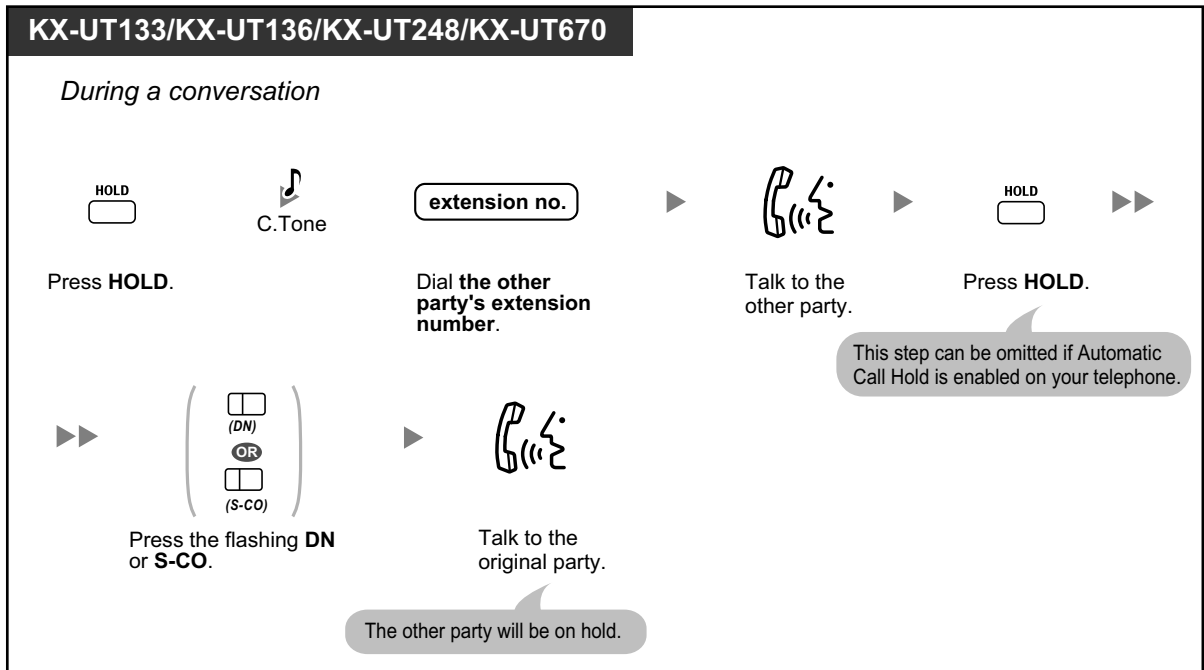 KX-UT133/KX-UT136/KX-UT248/KX-UT670
During a conversation
HOLD
C.Tone
extension no.
HOLD
Press HOLD.
Dial the other
party's extension
number.
Talk to the
other party.
Press HOLD.
This step can be omitted if Automatic
Call Hold is enabled on your telephone.
(DN)
OR
(S-CO)
Press the flashing DN
or S-CO.
Talk to the
original party.
The other party will be on hold.